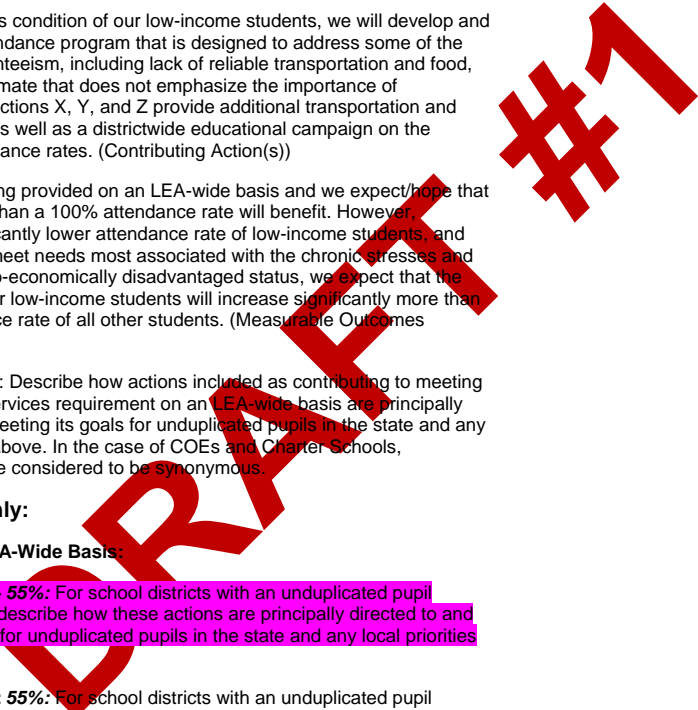 s condition of our low-income students, we will develop and
ndance program that is designed to address some of the
nteeism, including lack of reliable transportation and food,
mate that does not emphasize the importance of
ctions X, Y, and Z provide additional transportation and
s well as a districtwide educational campaign on the
dance rates. (Contributing Action(s))
ng provided on an LEA-wide basis and we expect/hope that
han a 100% attendance rate will benefit. However,
cantly lower attendance rate of low-income students, and
meet needs most associated with the chronic stresses and
o-economically disadvantaged status, we expect that the
r low-income students will increase significantly more than
ce rate of all other students. (Measurable Outcomes
: Describe how actions included as contributing to meeting
ervices requirement on an LEA-wide basis are principally
eeting its goals for unduplicated pupils in the state and any
above. In the case of COEs and Charter Schools,
e considered to be synonymous.
nly:
A-Wide Basis:
55%: For school districts with an unduplicated pupil
describe how these actions are principally directed to and
for unduplicated pupils in the state and any local priorities
55%: For school districts with an unduplicated pupil
DRAFT #1